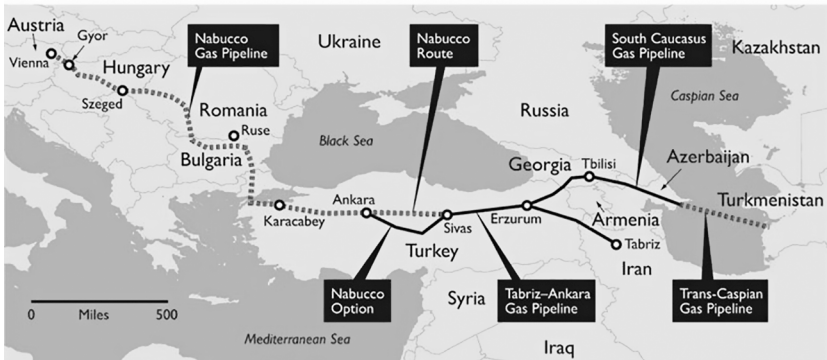 Austria
Gyor
Vienna
Hungary
Szeged
Nabucco
Gas Pipeline
Romania
Ruse
Bulgaria
Ukraine
Black Sea
Nabucco
Route
Russia
South Caucasus
Gas Pipeline
Kazakhstan
Caspian Sea
Georgia
Tbilisi
Azerbaijan
Turkmenistan
Armenia
Tabriz
Iran
Karacabey
Ankara
Sivas
Erzurum
Turkey
Nabucco
Option
Syria
Tabriz–Ankara
Gas Pipeline
Trans-Caspian
Gas Pipeline
Iraq
Mediterranean Sea
0 Miles 500